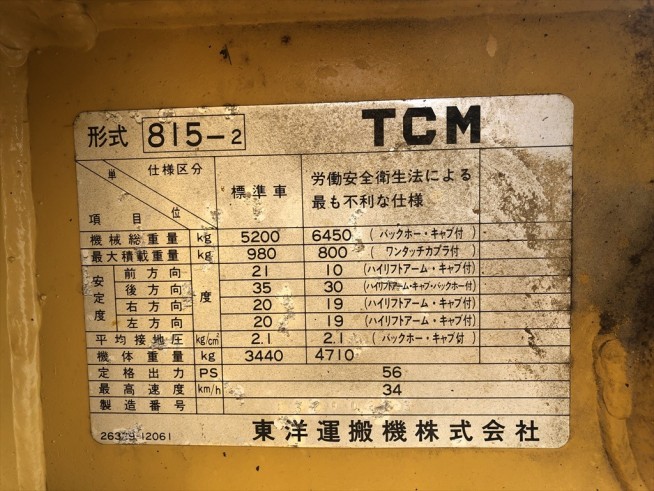 形式 815-2 TCM
単位 仕様区分 項目 標準車 労働安全衛生法による最も不利な仕様
機械総重量 kg 5200 6450 (バックホー・キャブ付)
最大積載重量 kg 980 800 (ワンタッチカプラ付)
安定度 前方向 度 21 10 (ハイリフトアーム・キャブ付)
後方向 35 30 (ハイリフトアーム・キャブ・バックホー付)
右方向 20 19 (ハイリフトアーム・キャブ付)
左方向 20 19 (ハイリフトアーム・キャブ付)
平均接地圧 kg/cm² 2.1 2.1 (バックホー・キャブ付)
機体重量 kg 3440 4710
定格出力 PS 56
最高速度 km/h 34
製造番号
東洋運搬機株式会社